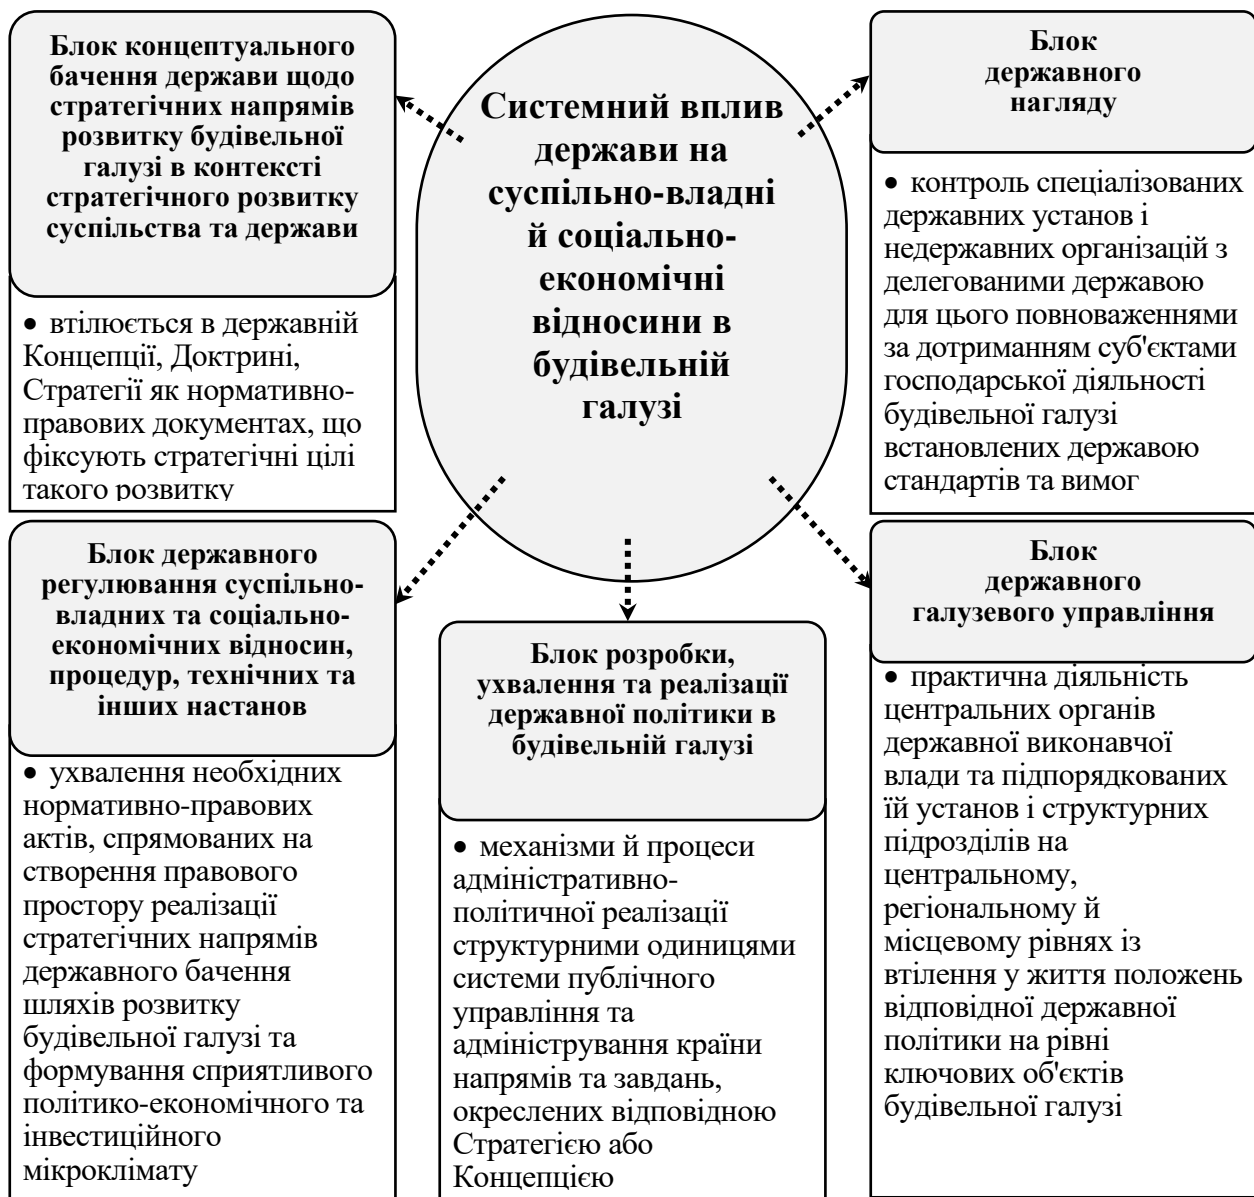 Блок концептуального
бачення держави щодо
стратегічних напрямів
розвитку будівельної
галузі в контексті
стратегічного розвитку
суспільства та держави
• втілюється в державній
Концепції, Доктрині,
Стратегії як нормативно-
правових документах, що
фіксують стратегічні цілі
такого розвитку
Системний вплив
держави на
суспільно-владні
й соціально-
економічні
відносини в
будівельній
галузі
Блок
державного
нагляду
• контроль спеціалізованих
державних установ і
недержавних організацій з
делегованими державою
для цього повноваженнями
за дотриманням суб'єктами
господарської діяльності
будівельної галузі
встановлених державою
стандартів та вимог
Блок державного
регулювання суспільно-
владних та соціально-
економічних відносин,
процедур, технічних та
інших настанов
• ухвалення необхідних
нормативно-правових
актів, спрямованих на
створення правового
простору реалізації
стратегічних напрямів
державного бачення
шляхів розвитку
будівельної галузі та
формування сприятливого
політико-економічного та
інвестиційного
мікроклімату
Блок розробки,
ухвалення та реалізації
державної політики в
будівельній галузі
• механізми й процеси
адміністративно-
політичної реалізації
структурними одиницями
системи публічного
управління та
адміністрування країни
напрямів та завдань,
окреслених відповідною
Стратегією або
Концепцією
Блок
державного
галузевого управління
• практична діяльність
центральних органів
державної виконавчої
влади та підпорядкованих
їй установ і структурних
підрозділів на
центральному,
регіональному й
місцевому рівнях із
втілення у життя положень
відповідної державної
політики на рівні
ключових об'єктів
будівельної галузі